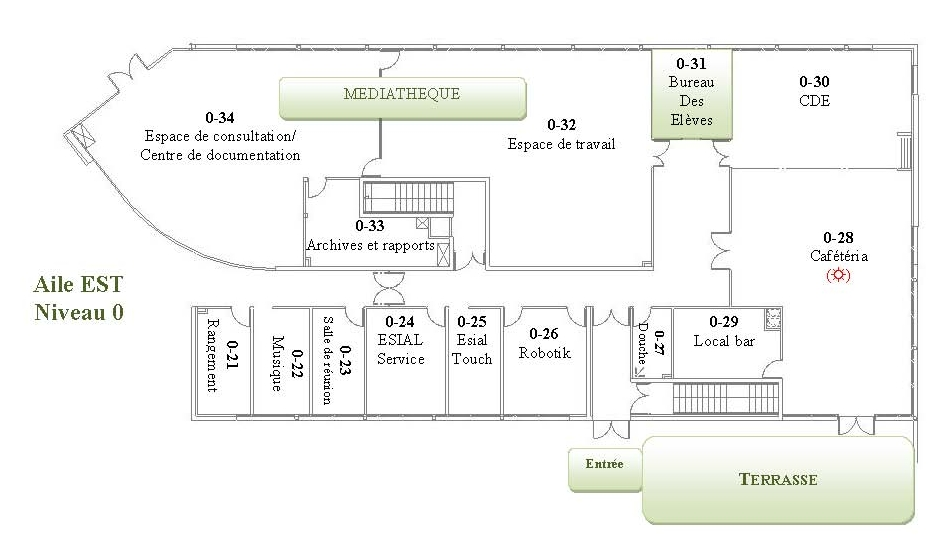 0-31
Bureau
Des
Elèves
0-30
CDE
MEDIATHEQUE
0-34
Espace de consultation/
Centre de documentation
0-32
Espace de travail
0-33
Archives et rapports
0-28
Cafétéria
Aile EST
Niveau 0
0-21
Rangement
0-22
Musique
0-23
Salle de réunion
0-24
ESIAL
Service
0-25
Esial
Touch
0-26
Robotik
0-27
Douche
0-29
Local bar
Entrée
TERRASSE